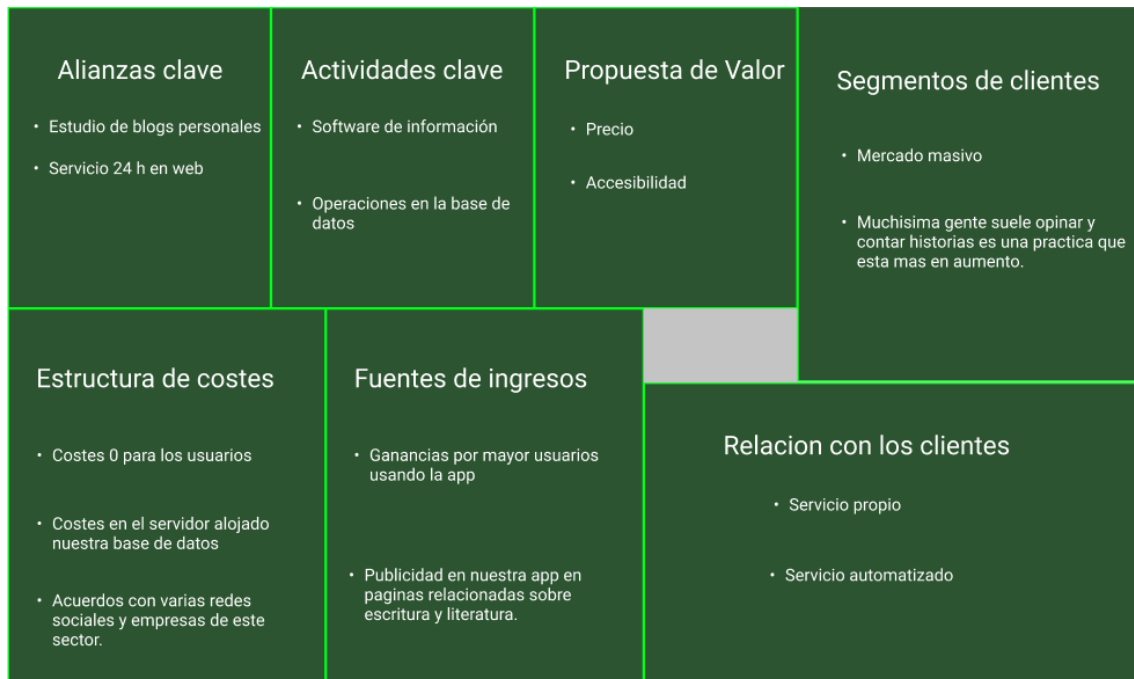 Alianzas clave
• Estudio de blogs personales
• Servicio 24 h en web
Actividades clave
• Software de información
• Operaciones en la base de
datos
Propuesta de Valor
• Precio
• Accesibilidad
Segmentos de clientes
• Mercado masivo
• Muchisima gente suele opinar y
contar historias es una practica que
esta mas en aumento.
Estructura de costes
• Costes 0 para los usuarios
• Costes en el servidor alojado
nuestra base de datos
• Acuerdos con varias redes
sociales y empresas de este
sector.
Fuentes de ingresos
• Ganancias por mayor usuarios
usando la app
• Publicidad en nuestra app en
paginas relacionadas sobre
escritura y literatura.
Relacion con los clientes
• Servicio propio
• Servicio automatizado